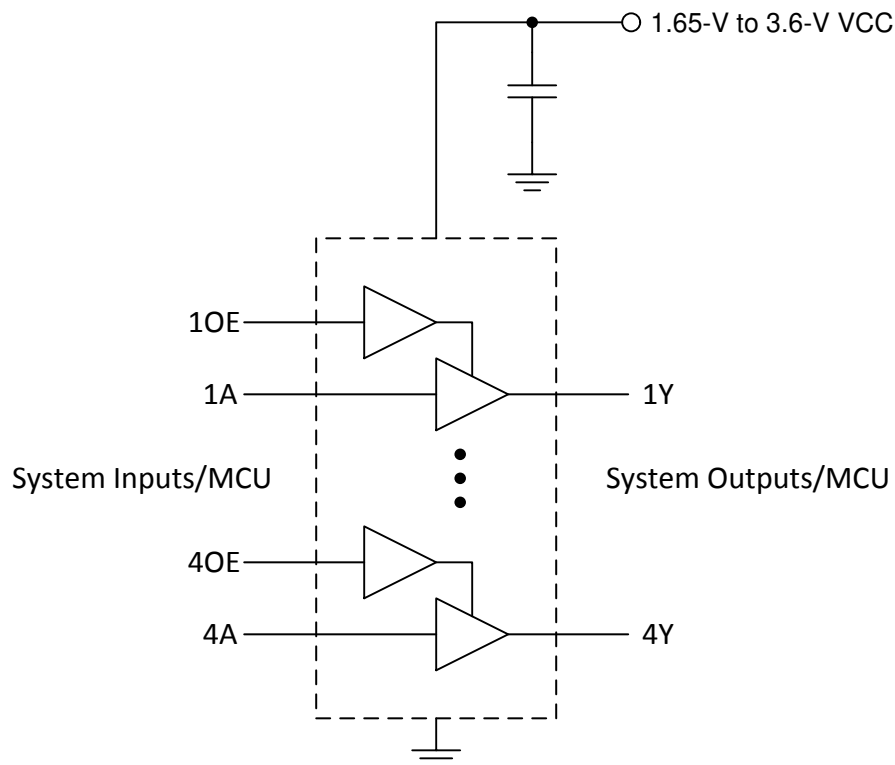 1.65-V to 3.6-V VCC
1OE
1A
1Y
System Inputs/MCU
System Outputs/MCU
4OE
4A
4Y